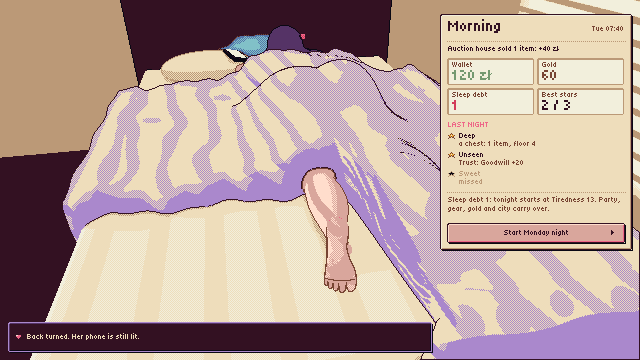 Morning
Tue 07:40
Auction house sold 1 item: +40 zł
Wallet
120 zł
Gold
60
Sleep debt
1
Best stars
2 / 3
LAST NIGHT
Deep
a chest: 1 item, floor 4
Unseen
Trust: Goodwill +20
Sweet
missed
Sleep debt 1: tonight starts at Tiredness 13. Party,
gear, gold and city carry over.
Start Monday night
Back turned. Her phone is still lit.